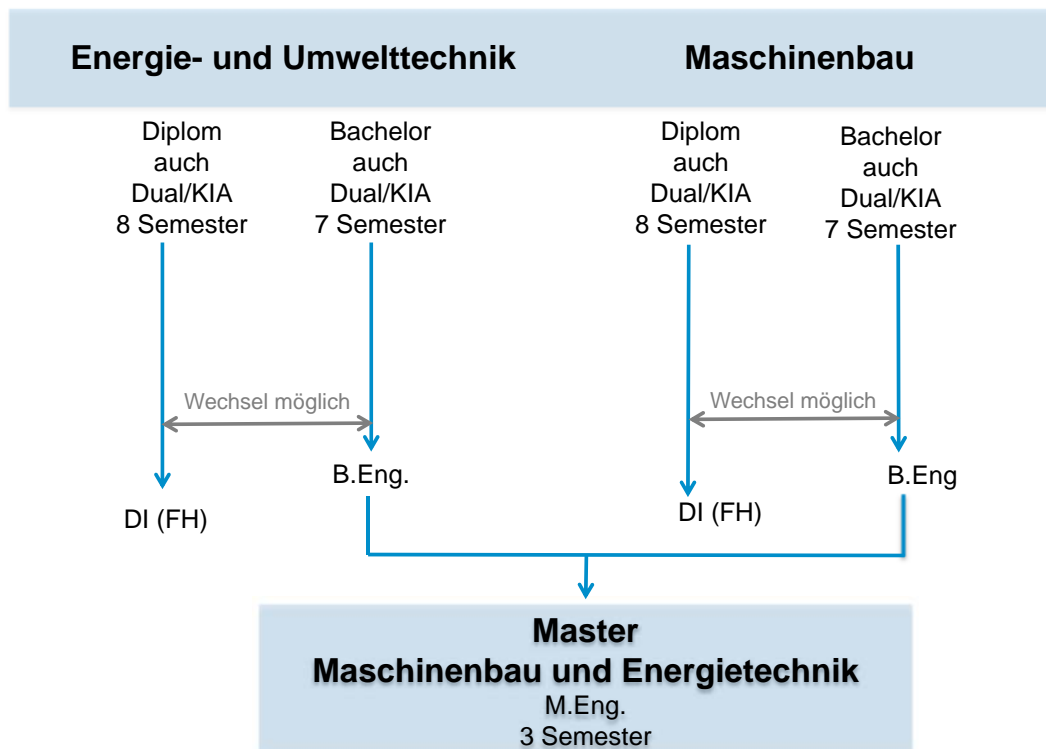 Energie- und Umwelttechnik
Maschinenbau
Diplom
auch
Dual/KIA
8 Semester
Bachelor
auch
Dual/KIA
7 Semester
Diplom
auch
Dual/KIA
8 Semester
Bachelor
auch
Dual/KIA
7 Semester
Wechsel möglich
Wechsel möglich
DI (FH)
B.Eng.
DI (FH)
B.Eng
Master
Maschinenbau und Energietechnik
M.Eng.
3 Semester